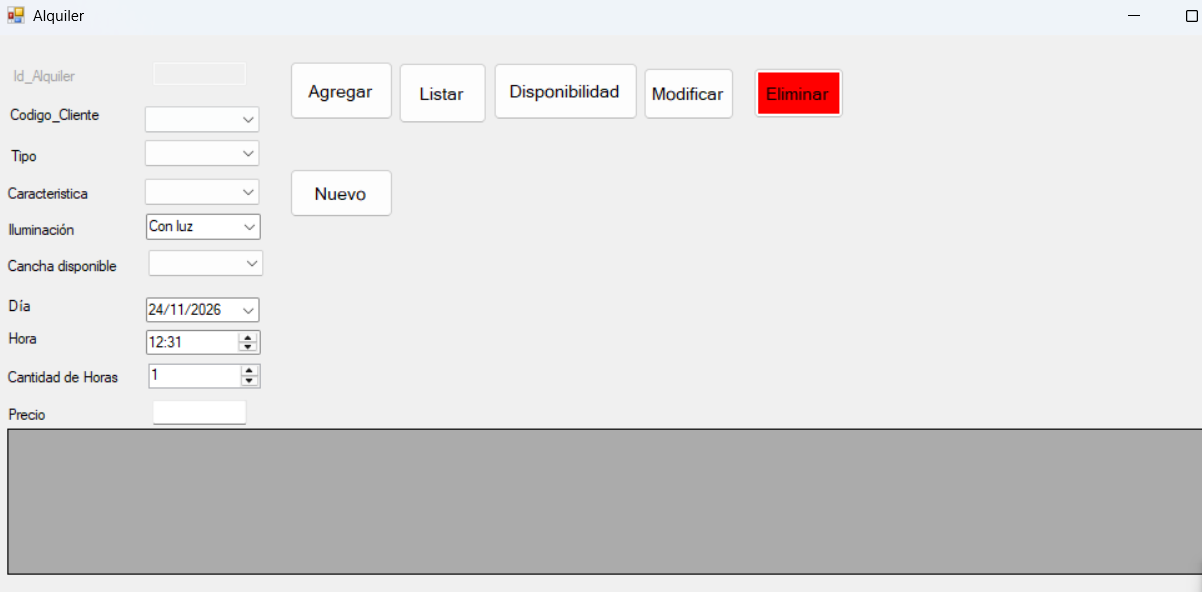 Alquiler
Id_Alquiler
Agregar
Listar
Disponibilidad
Modificar
Eliminar
Codigo_Cliente
Tipo
Caracteristica
Nuevo
Iluminación
Con luz
Cancha disponible
Día
24/11/2026
Hora
12:31
Cantidad de Horas
1
Precio